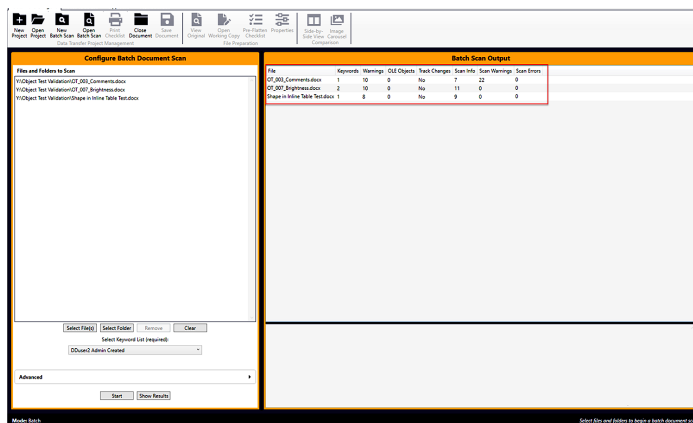 New Project
Open Project
New Batch Scan
Open Batch Scan
Print Checklist
Close Document
Save Document
View Original
Open Working Copy
Pre-Flatten Checklist
Properties
Side-by-Side View
Image Carousel
Data Transfer Project Management
File Preparation
Comparison
Configure Batch Document Scan
Files and Folders to Scan
Y:\Object Test Validation\OT_003_Comments.docx
Y:\Object Test Validation\OT_007_Brightness.docx
Y:\Object Test Validation\Shape in Inline Table Test.docx
Select File(s) Select Folder Remove Clear
Select Keyword List (required):
DDuser2 Admin Created
Advanced
Start Show Results
Batch Scan Output
File Keywords Warnings OLE Objects Track Changes Scan Info Scan Warnings Scan Errors
OT_003_Comments.docx 1 10 0 No 7 22 0
OT_007_Brightness.docx 2 10 0 No 11 0 0
Shape in Inline Table Test.docx 1 8 0 No 9 0 0
Mode: Batch
Select files and folders to begin a batch document